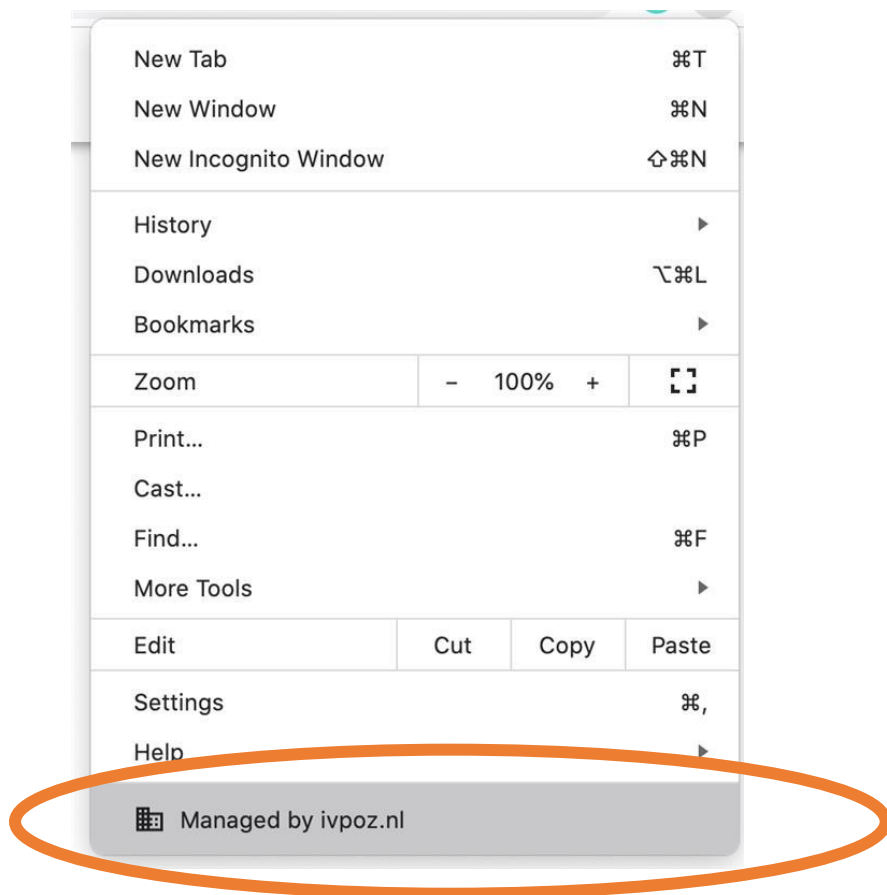 New Tab ⌘T
New Window ⌘N
New Incognito Window ⇧⌘N
History
Downloads ⌥⌘L
Bookmarks
Zoom - 100% +
Print... ⌘P
Cast...
Find... ⌘F
More Tools
Edit Cut Copy Paste
Settings ⌘,
Help
Managed by ivpoz.nl